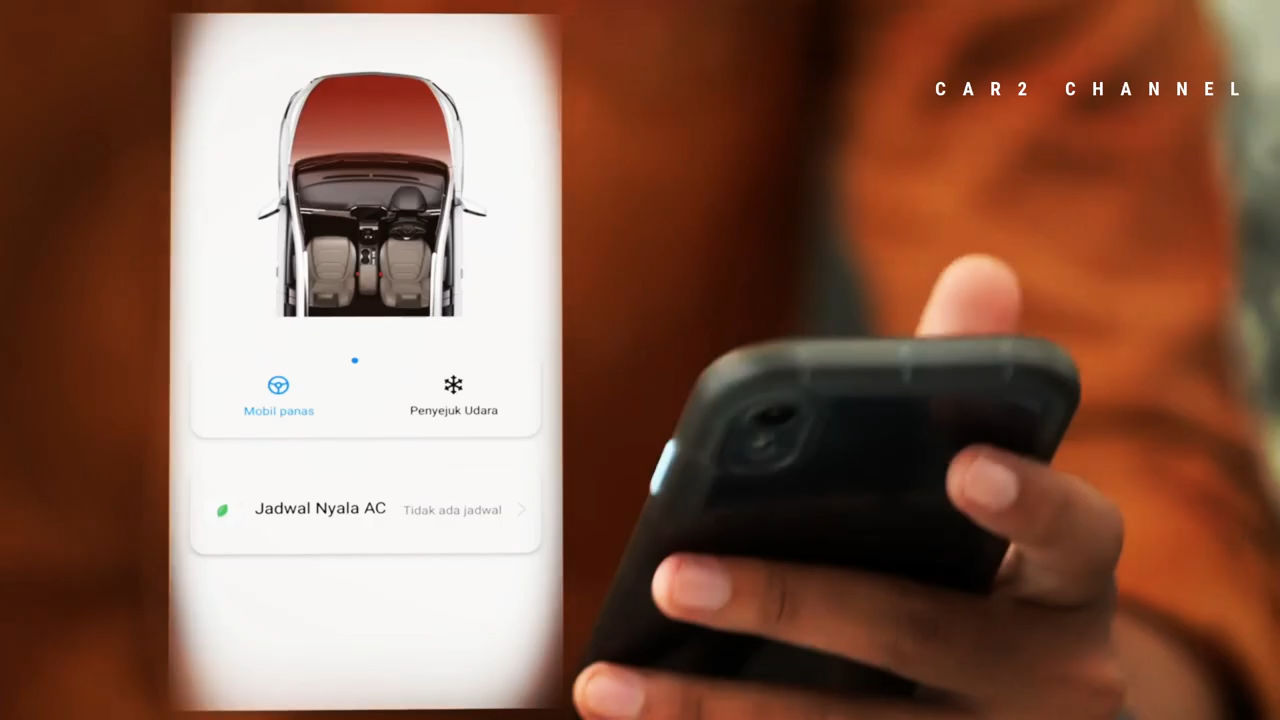 CAR2 CHANNEL
Mobil panas
Penyejuk Udara
Jadwal Nyala AC
Tidak ada jadwal